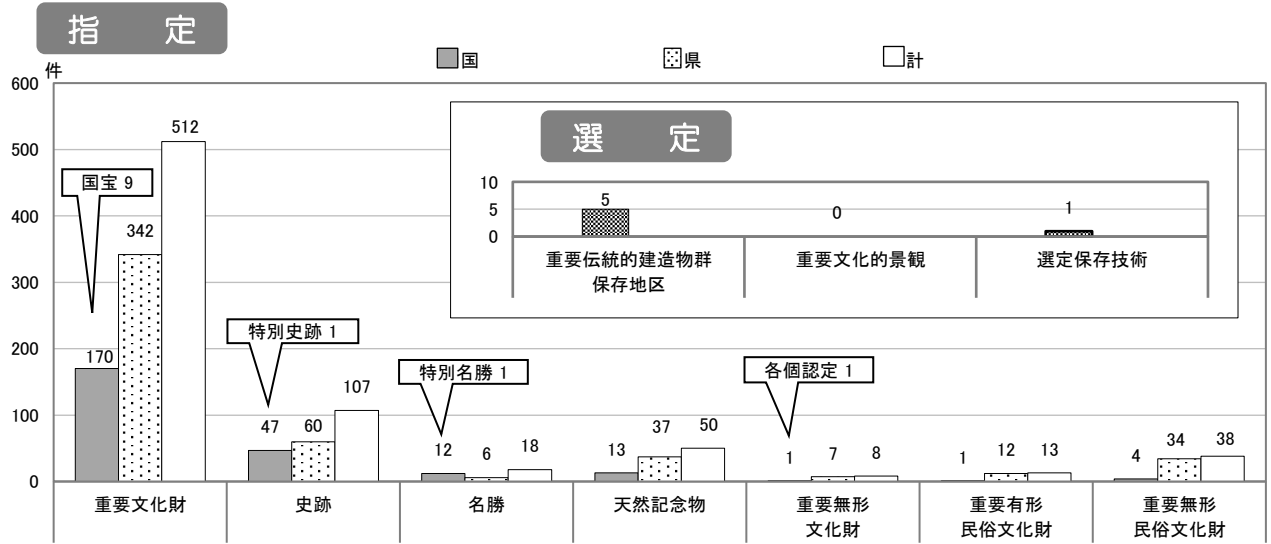 指　定
件
国
県
計
600
500
400
300
200
100
0
512
国宝 9
342
170
特別史跡 1
47
60
107
特別名勝 1
12
6
18
13
37
50
各個認定 1
1
7
8
1
12
13
4
34
38
重要文化財
史跡
名勝
天然記念物
重要無形
文化財
重要有形
民俗文化財
重要無形
民俗文化財
選　定
10
5
0
5
0
1
重要伝統的建造物群
保存地区
重要文化的景観
選定保存技術